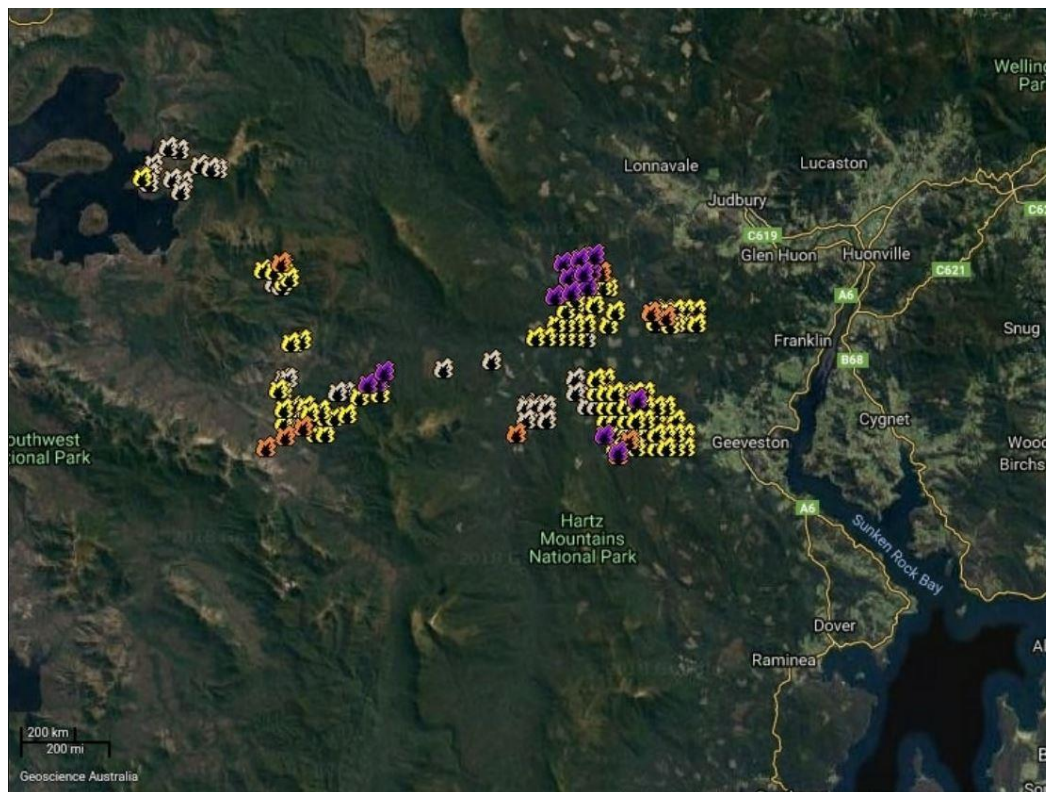 Welling
Par
Lonnavale
Lucaston
Judbury
C62
C619
Glen Huon
Huonville
C621
A6
Franklin
Snug
B68
Cygnet
outhwest
ional Park
Geeveston
Wood
Birchs
A6
Hartz
Mountains
National Park
Sunken Rock Bay
Dover
Raminea
Al
200 km
200 mi
Geoscience Australia
B